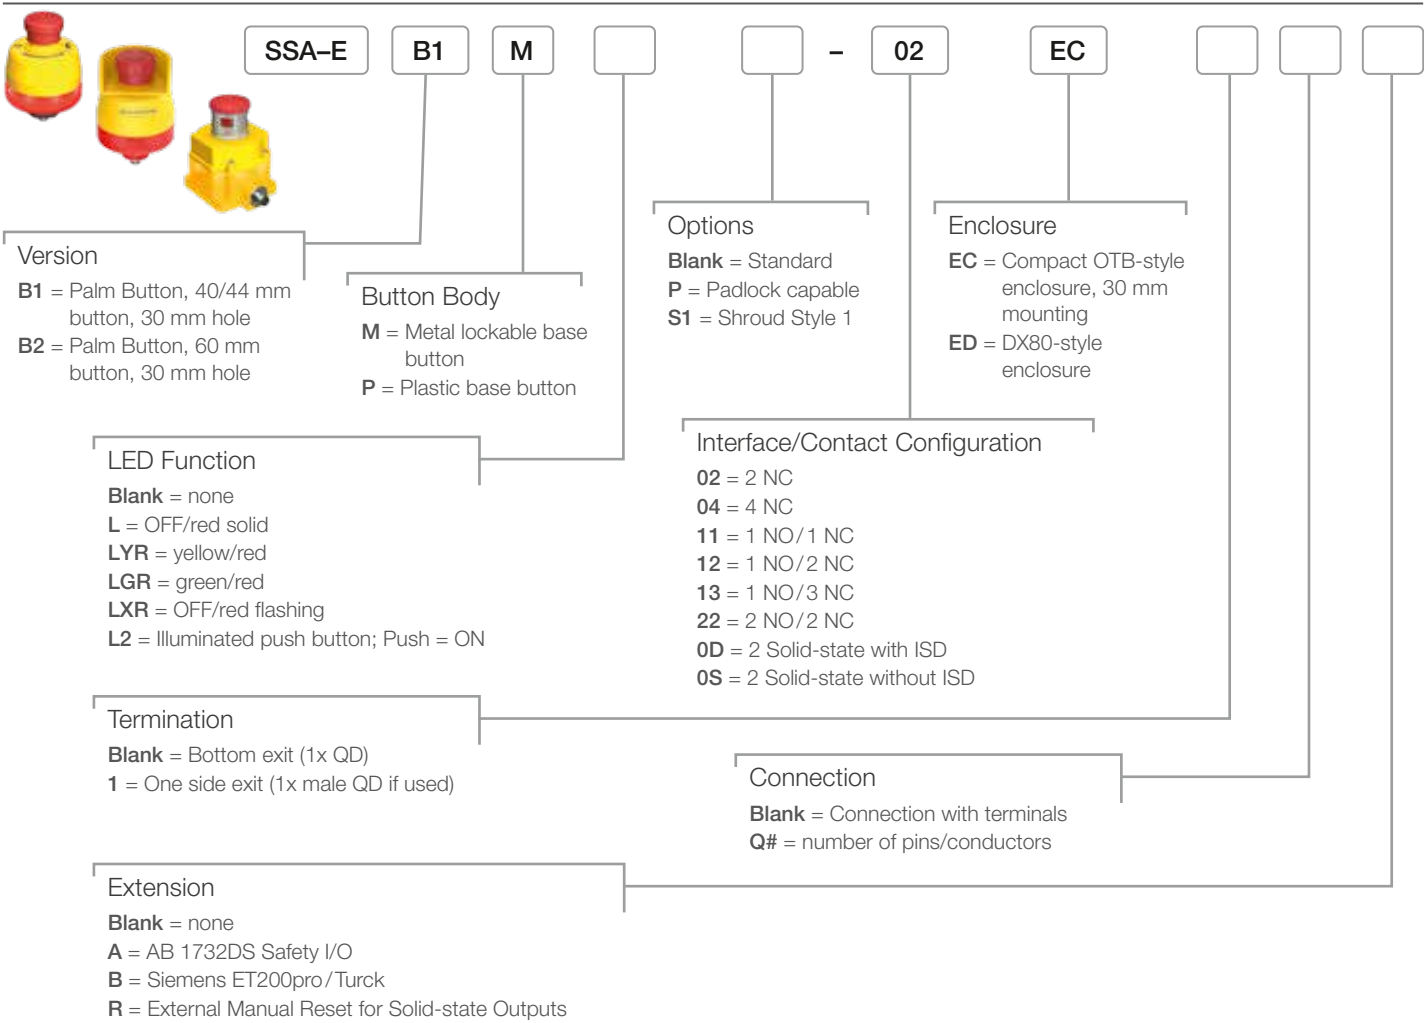 SSA–E B1 M – 02 EC
Version
B1 = Palm Button, 40/44 mm
button, 30 mm hole
B2 = Palm Button, 60 mm
button, 30 mm hole
Button Body
M = Metal lockable base
button
P = Plastic base button
Options
Blank = Standard
P = Padlock capable
S1 = Shroud Style 1
Enclosure
EC = Compact OTB-style
enclosure, 30 mm
mounting
ED = DX80-style
enclosure
LED Function
Blank = none
L = OFF/red solid
LYR = yellow/red
LGR = green/red
LXR = OFF/red flashing
L2 = Illuminated push button; Push = ON
Interface/Contact Configuration
02 = 2 NC
04 = 4 NC
11 = 1 NO/1 NC
12 = 1 NO/2 NC
13 = 1 NO/3 NC
22 = 2 NO/2 NC
0D = 2 Solid-state with ISD
0S = 2 Solid-state without ISD
Termination
Blank = Bottom exit (1x QD)
1 = One side exit (1x male QD if used)
Connection
Blank = Connection with terminals
Q# = number of pins/conductors
Extension
Blank = none
A = AB 1732DS Safety I/O
B = Siemens ET200pro/Turck
R = External Manual Reset for Solid-state Outputs